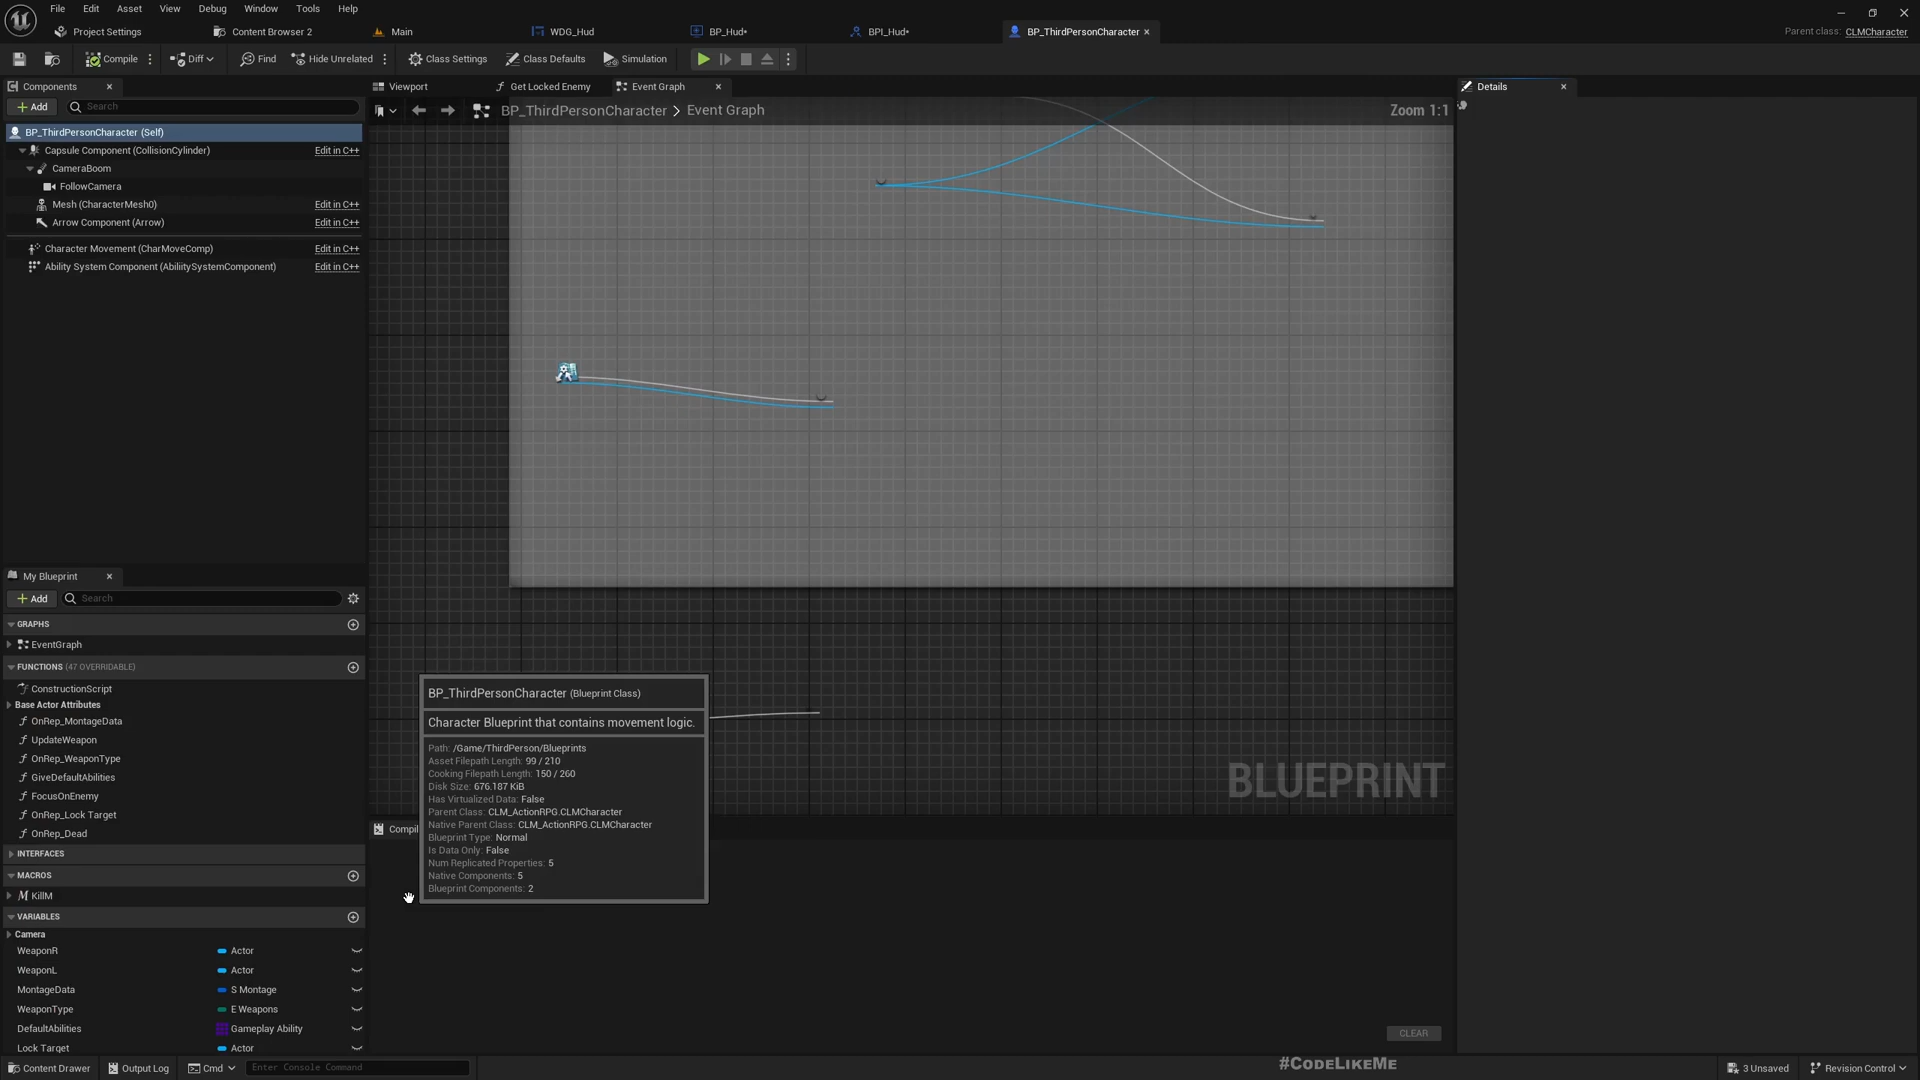 File Edit Asset View Debug Window Tools Help
Project Settings
Content Browser 2
Main
WDG_Hud
BP_Hud*
BPI_Hud*
BP_ThirdPersonCharacter
Parent class: CLMCharacter
Compile
Diff
Find
Hide Unrelated
Class Settings
Class Defaults
Simulation
Components
Viewport
Get Locked Enemy
Event Graph
Details
Add
Search
BP_ThirdPersonCharacter > Event Graph
Zoom 1:1
BP_ThirdPersonCharacter (Self)
Capsule Component (CollisionCylinder) Edit in C++
CameraBoom
FollowCamera
Mesh (CharacterMesh0) Edit in C++
Arrow Component (Arrow) Edit in C++
Character Movement (CharMoveComp) Edit in C++
Ability System Component (AbiliitySystemComponent) Edit in C++
My Blueprint
Add
Search
GRAPHS
EventGraph
FUNCTIONS (47 OVERRIDABLE)
ConstructionScript
Base Actor Attributes
OnRep_MontageData
UpdateWeapon
OnRep_WeaponType
GiveDefaultAbilities
FocusOnEnemy
OnRep_Lock Target
OnRep_Dead
INTERFACES
MACROS
KillM
VARIABLES
Camera
WeaponR Actor
WeaponL Actor
MontageData S Montage
WeaponType E Weapons
DefaultAbilities Gameplay Ability
Lock Target Actor
BP_ThirdPersonCharacter (Blueprint Class)
Character Blueprint that contains movement logic.
Path: /Game/ThirdPerson/Blueprints
Asset Filepath Length: 99 / 210
Cooking Filepath Length: 150 / 260
Disk Size: 676.187 KiB
Has Virtualized Data: False
Parent Class: CLM_ActionRPG.CLMCharacter
Native Parent Class: CLM_ActionRPG.CLMCharacter
Blueprint Type: Normal
Is Data Only: False
Num Replicated Properties: 5
Native Components: 5
Blueprint Components: 2
BLUEPRINT
Compil
CLEAR
Content Drawer
Output Log
Cmd
Enter Console Command
#CODELIKEME
3 Unsaved
Revision Control